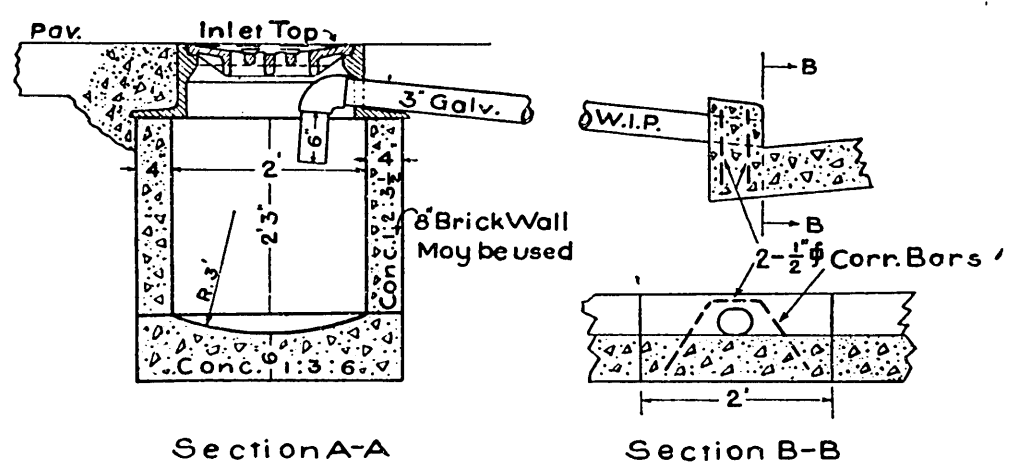 Pav.
Inlet Top
3" Galv.
6"
4"
2'
4"
2'3"
R.3'
Conc. 1:2:3½
8" Brick Wall
May be used
6"
Conc. 1:3:6
Section A-A
B
W.I.P.
B
2-½" ⌽ Corr. Bars
2'
Section B-B